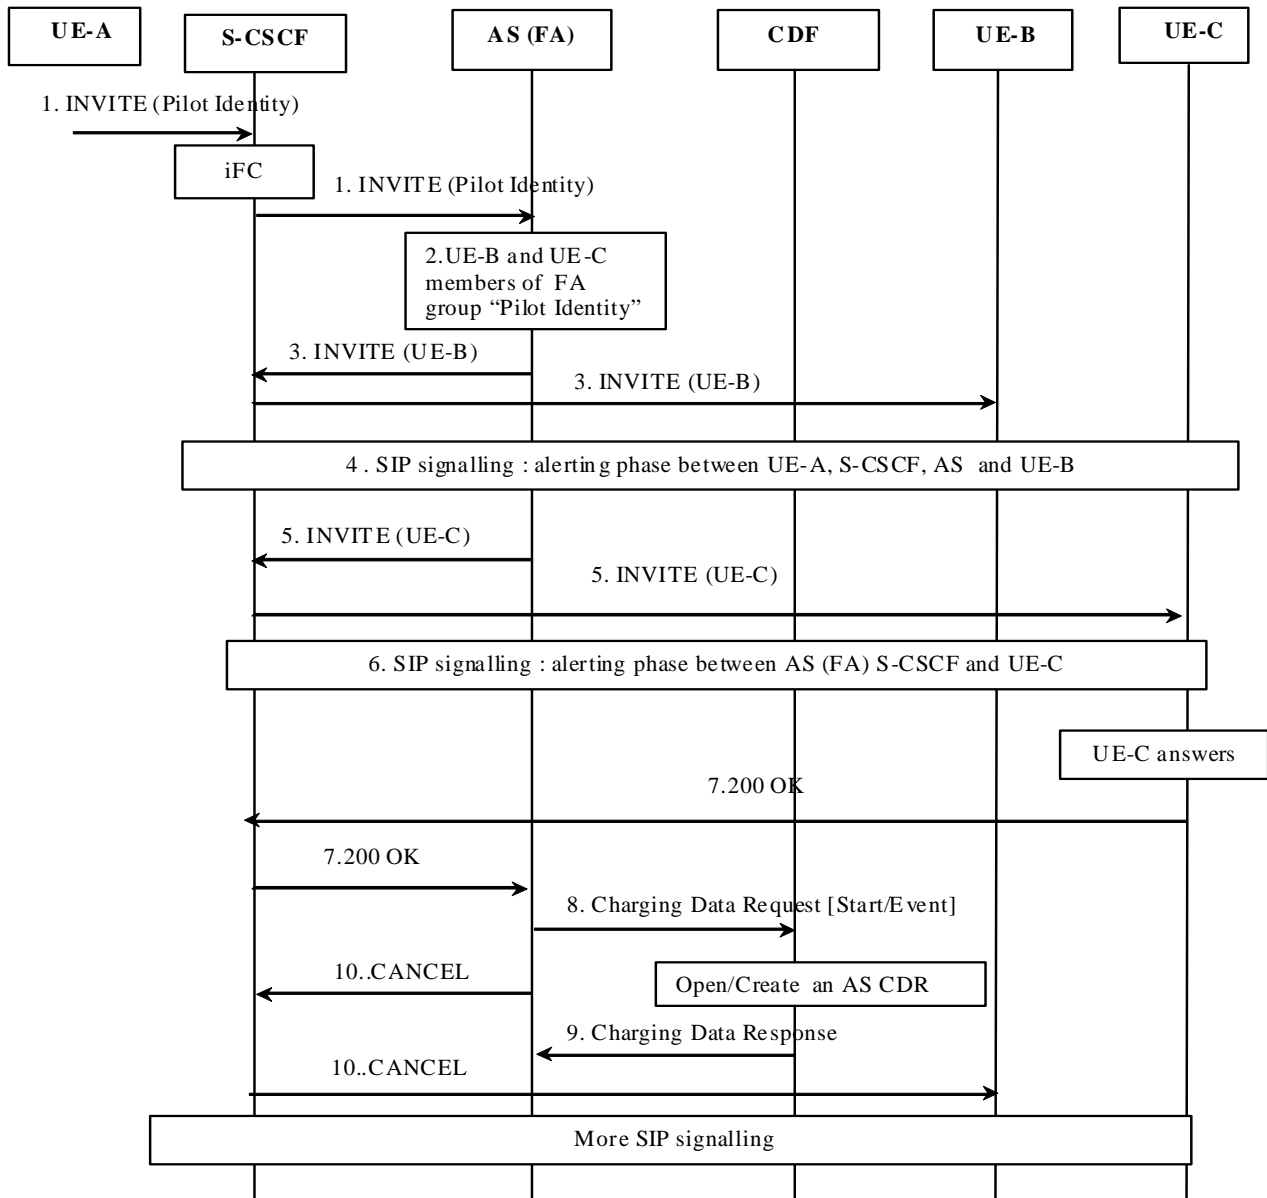 UE-A
S-CSCF
AS (FA)
CDF
UE-B
UE-C
1. INVITE (Pilot Identity)
iFC
1. INVITE (Pilot Identity)
2.UE-B and UE-C
members of FA
group “Pilot Identity”
3. INVITE (UE-B)
3. INVITE (UE-B)
4 . SIP signalling : alerting phase between UE-A, S-CSCF, AS and UE-B
5. INVITE (UE-C)
5. INVITE (UE-C)
6. SIP signalling : alerting phase between AS (FA) S-CSCF and UE-C
UE-C answers
7.200 OK
7.200 OK
8. Charging Data Request [Start/Event]
10..CANCEL
Open/Create an AS CDR
9. Charging Data Response
10..CANCEL
More SIP signalling